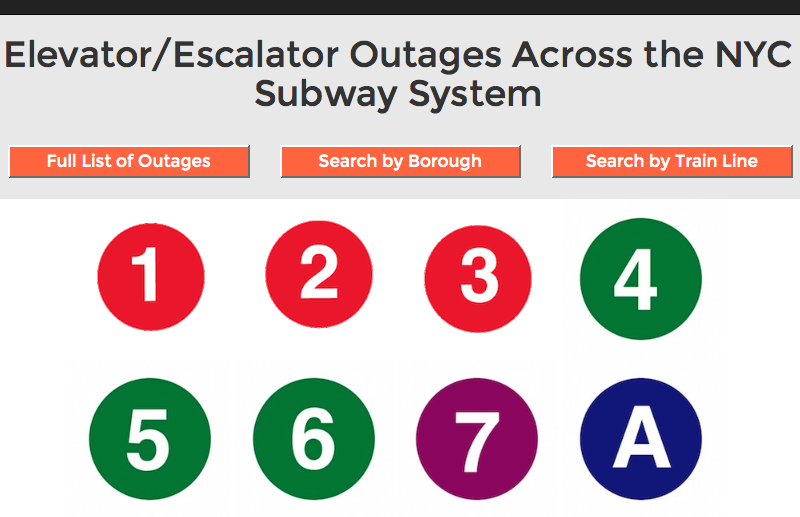 Elevator/Escalator Outages Across the NYC
Subway System
Full List of Outages
Search by Borough
Search by Train Line
1 2 3 4
5 6 7 A